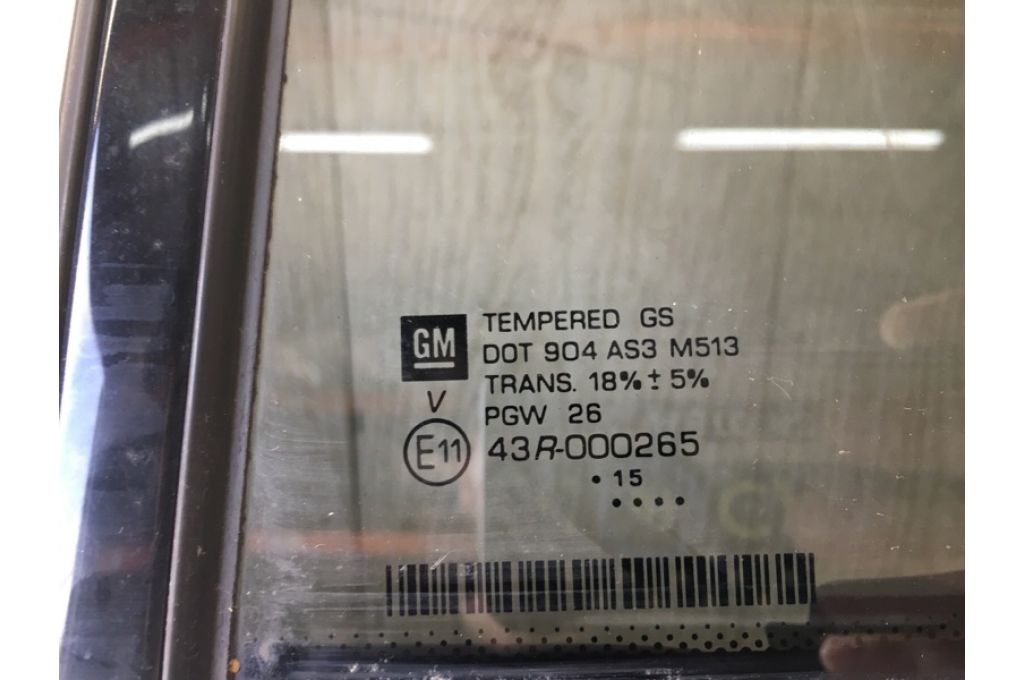 GM
TEMPERED GS
DOT 904 AS3 M513
TRANS. 18% ± 5%
V
PGW 26
E11
43R-000265
• 15
• • • •